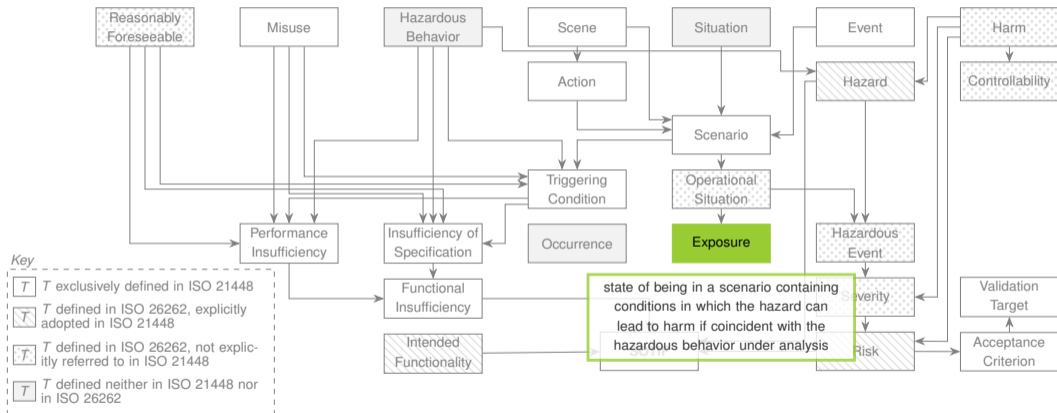 Reasonably
Foreseeable
Misuse
Hazardous
Behavior
Scene
Situation
Event
Harm
Action
Hazard
Controllability
Scenario
Triggering
Condition
Operational
Situation
Performance
Insufficiency
Insufficiency of
Specification
Occurrence
Exposure
Hazardous
Event
Key
T T exclusively defined in ISO 21448
T T defined in ISO 26262, explicitly
adopted in ISO 21448
T T defined in ISO 26262, not explic-
itly referred to in ISO 21448
T T defined neither in ISO 21448 nor
in ISO 26262
Functional
Insufficiency
state of being in a scenario containing
conditions in which the hazard can
lead to harm if coincident with the
hazardous behavior under analysis
Severity
Validation
Target
Intended
Functionality
Risk
Acceptance
Criterion